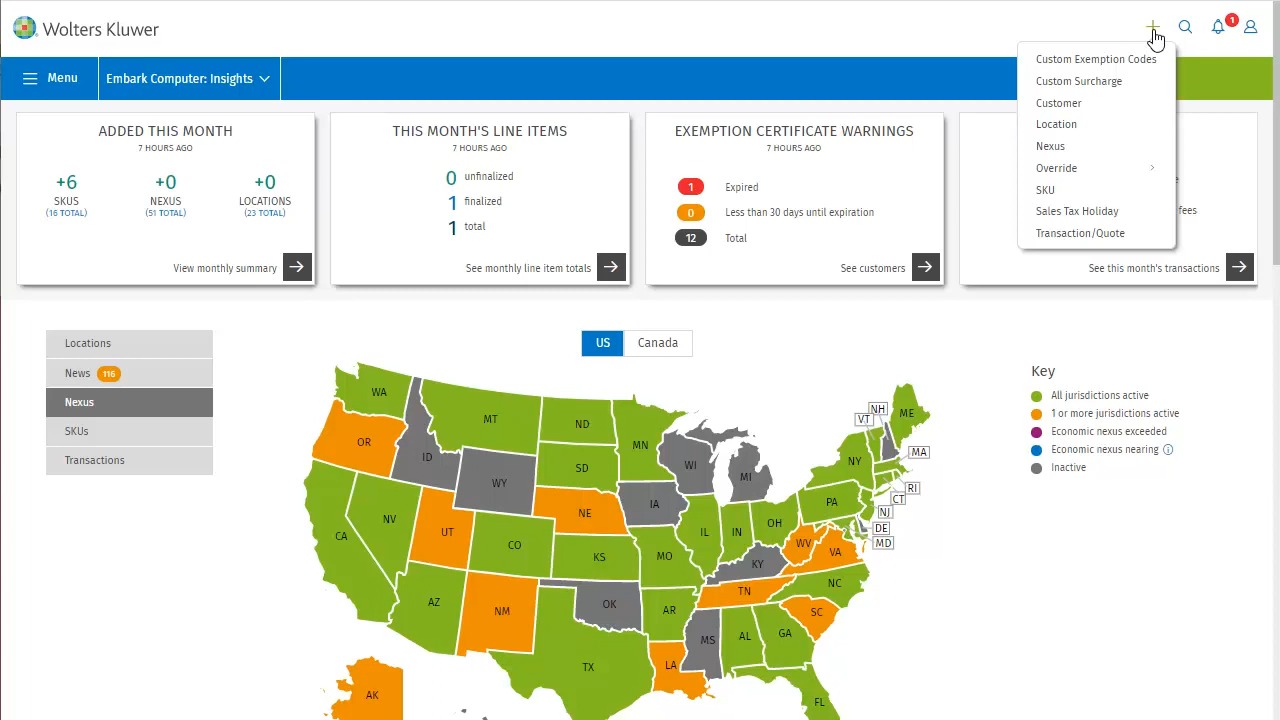 Wolters Kluwer
1
Menu
Embark Computer: Insights
Custom Exemption Codes
Custom Surcharge
Customer
Location
Nexus
Override
SKU
Sales Tax Holiday
Transaction/Quote
ADDED THIS MONTH
7 HOURS AGO
+6
SKUS
(16 TOTAL)
+0
NEXUS
(51 TOTAL)
+0
LOCATIONS
(23 TOTAL)
View monthly summary
THIS MONTH'S LINE ITEMS
7 HOURS AGO
0 unfinalized
1 finalized
1 total
See monthly line item totals
EXEMPTION CERTIFICATE WARNINGS
7 HOURS AGO
1 Expired
0 Less than 30 days until expiration
12 Total
See customers
fees
See this month's transactions
Locations
News 116
Nexus
SKUs
Transactions
US
Canada
Key
All jurisdictions active
1 or more jurisdictions active
Economic nexus exceeded
Economic nexus nearing
Inactive
WA
MT
ND
MN
VT
NH
ME
OR
ID
SD
WI
MI
NY
MA
WY
RI
CT
NV
UT
NE
IA
PA
NJ
CA
CO
IL
IN
OH
DE
MD
KS
MO
KY
WV
VA
AZ
NM
OK
AR
TN
NC
SC
MS
AL
GA
TX
LA
AK
FL